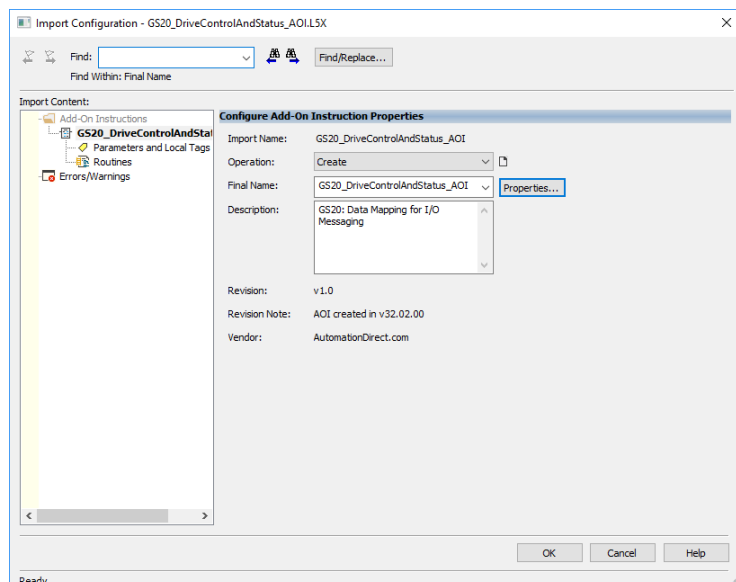 Import Configuration - GS20_DriveControlAndStatus_AOI.L5X
Find:
Find/Replace...
Find Within: Final Name
Import Content:
Add-On Instructions
GS20_DriveControlAndStat
Parameters and Local Tags
Routines
Errors/Warnings
Configure Add-On Instruction Properties
Import Name: GS20_DriveControlAndStatus_AOI
Operation: Create
Final Name: GS20_DriveControlAndStatus_AOI Properties...
Description: GS20: Data Mapping for I/O
Messaging
Revision: v1.0
Revision Note: AOI created in v32.02.00
Vendor: AutomationDirect.com
OK Cancel Help
Ready